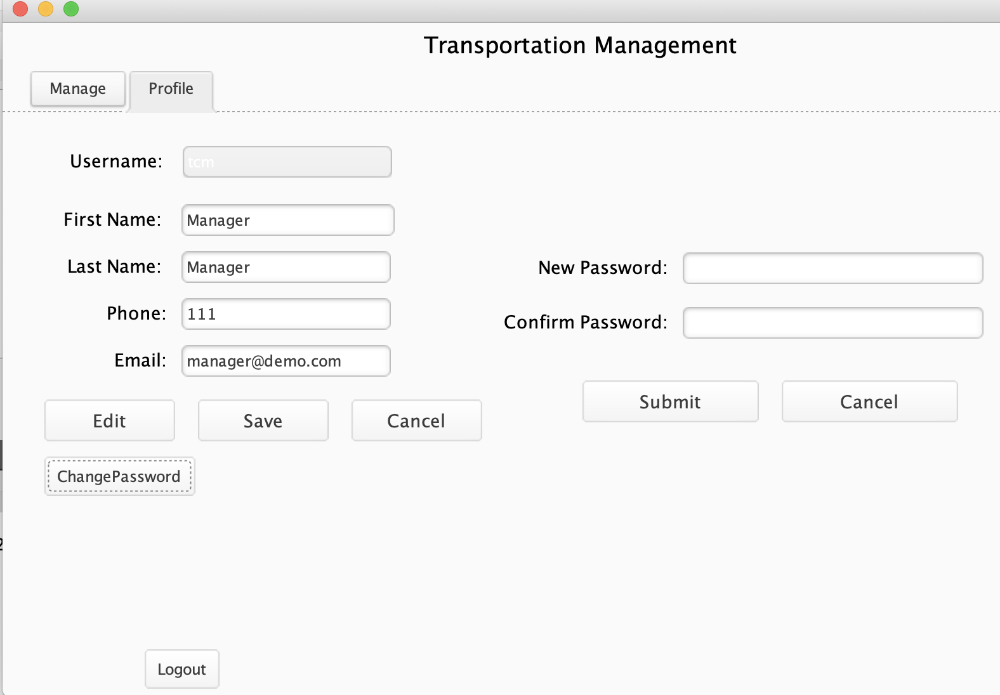 Transportation Management
Manage
Profile
Username:
tcm
First Name:
Manager
Last Name:
Manager
Phone:
111
Email:
manager@demo.com
Edit
Save
Cancel
ChangePassword
New Password:
Confirm Password:
Submit
Cancel
Logout